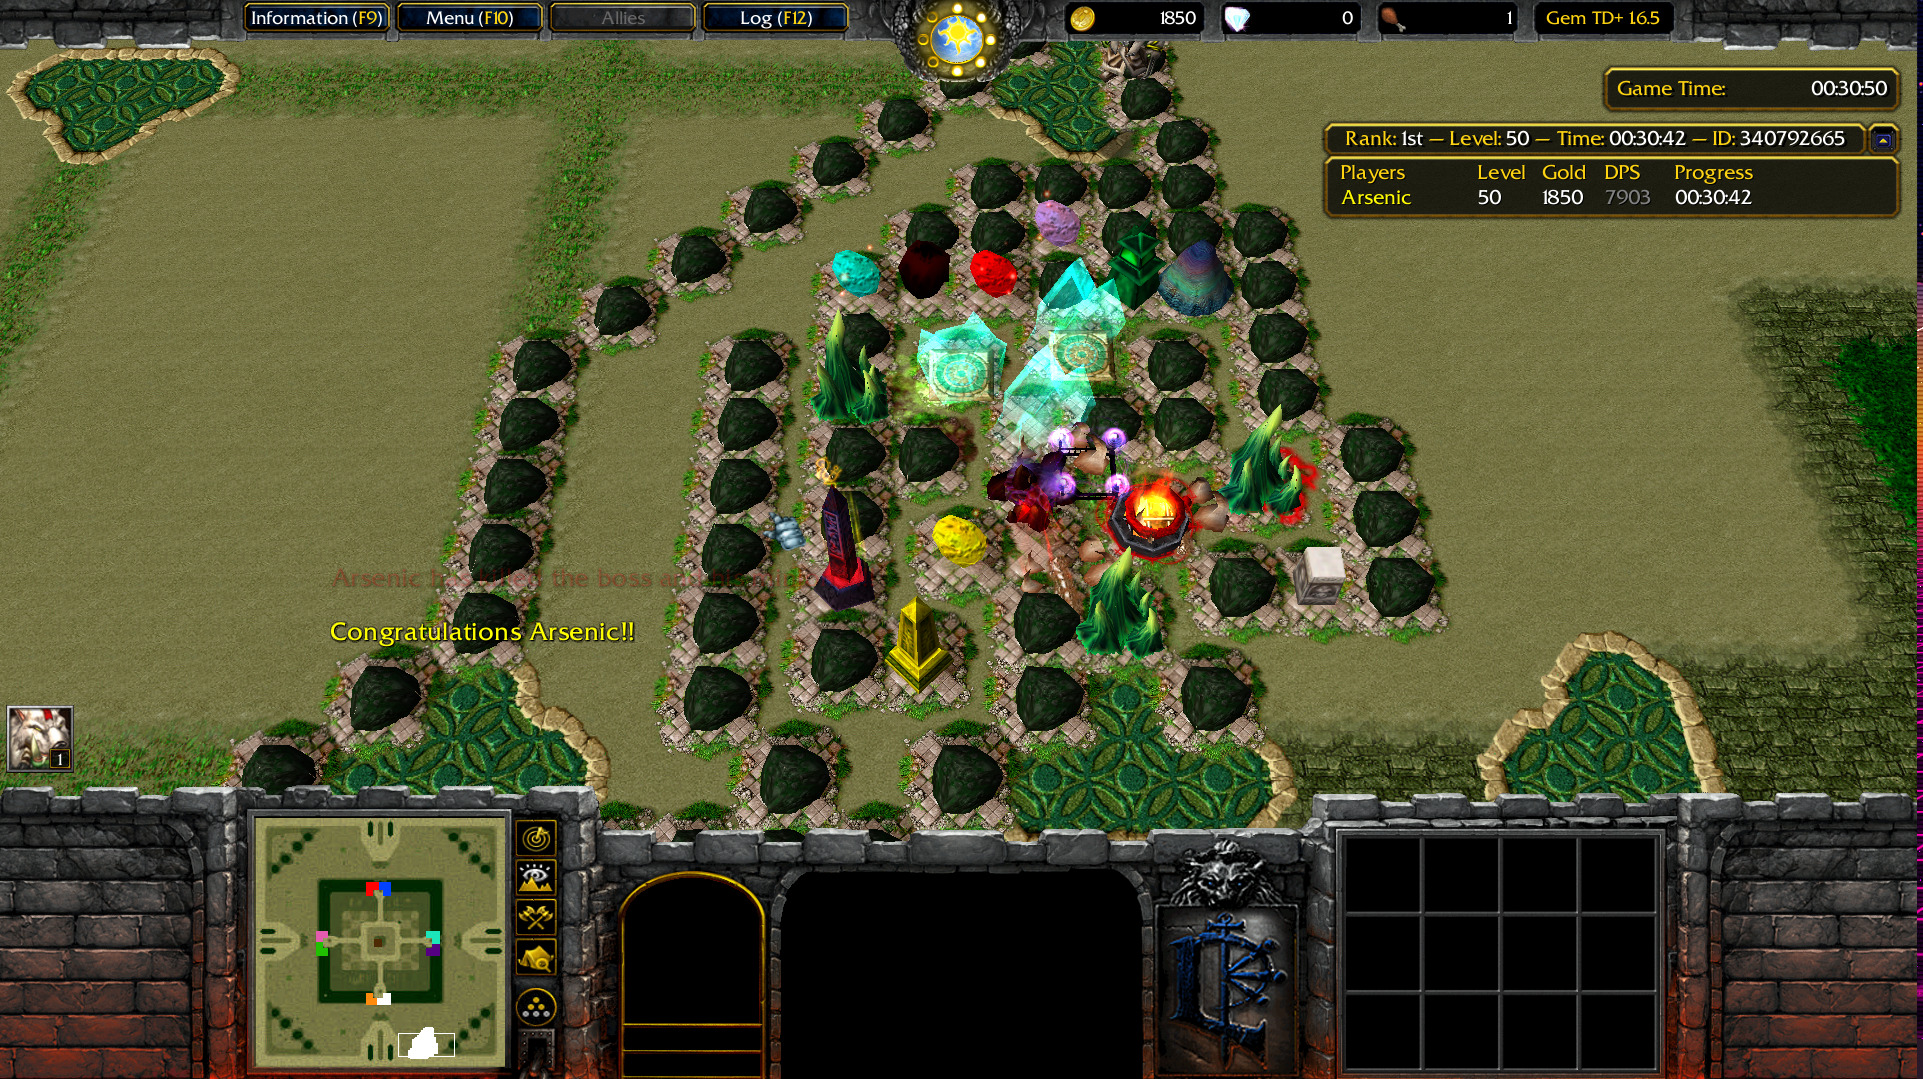 Information (F9)
Menu (F10)
Allies
Log (F12)
1850
0
1
Gem TD+ 1.6.5
Game Time: 00:30:50
Rank: 1st — Level: 50 — Time: 00:30:42 — ID: 340792665
Players Level Gold DPS Progress
Arsenic 50 1850 7903 00:30:42
Arsenic has killed the boss
Congratulations Arsenic!!
1